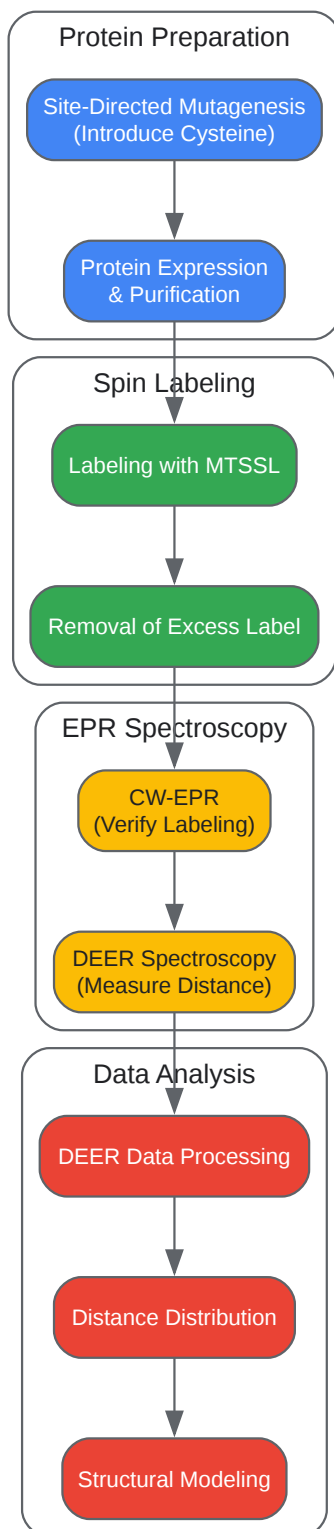 Protein Preparation
Site-Directed Mutagenesis
(Introduce Cysteine)
Protein Expression
& Purification
Spin Labeling
Labeling with MTSSL
Removal of Excess Label
EPR Spectroscopy
CW-EPR
(Verify Labeling)
DEER Spectroscopy
(Measure Distance)
Data Analysis
DEER Data Processing
Distance Distribution
Structural Modeling